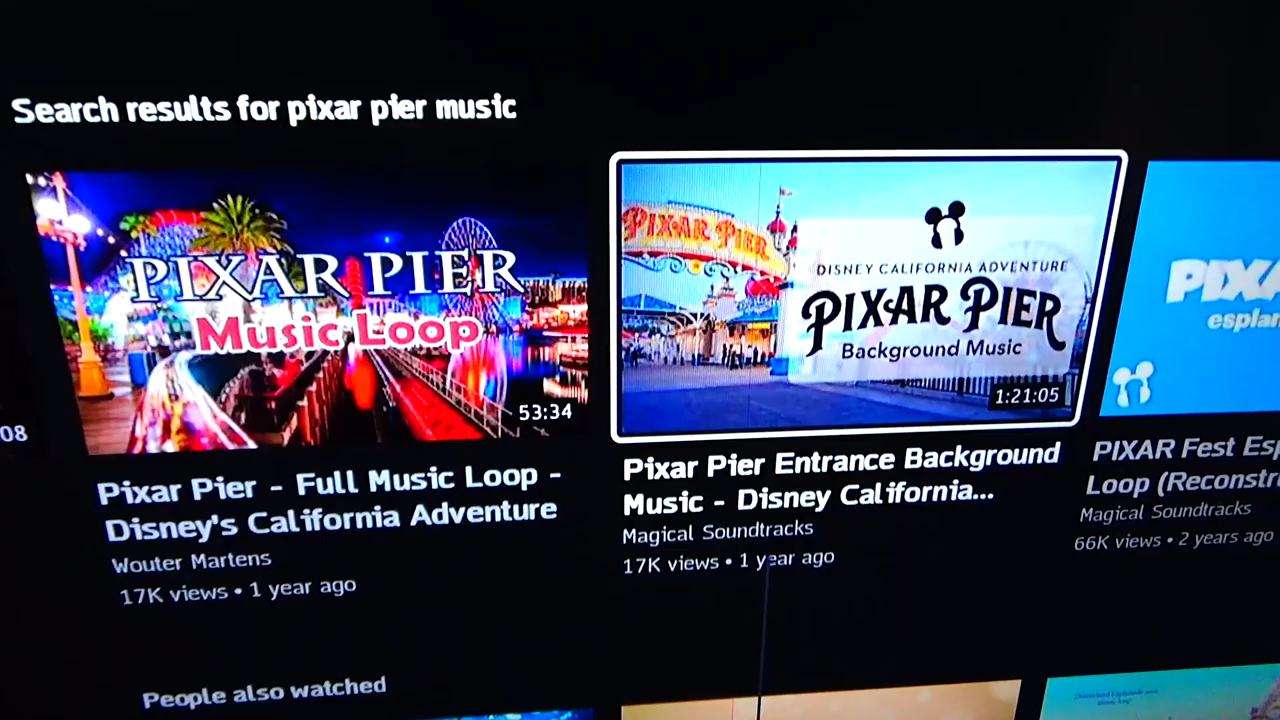 Search results for pixar pier music
PIXAR PIER
Music Loop
53:34
PIXAR PIER
DISNEY CALIFORNIA ADVENTURE
PIXAR PIER
Background Music
1:21:05
esplan
08
Pixar Pier - Full Music Loop -
Disney's California Adventure
Wouter Martens
17K views • 1 year ago
Pixar Pier Entrance Background
Music - Disney California...
Magical Soundtracks
17K views • 1 year ago
PIXAR Fest Esp
Loop (Reconstru
Magical Soundtracks
66K views • 2 years ago
People also watched